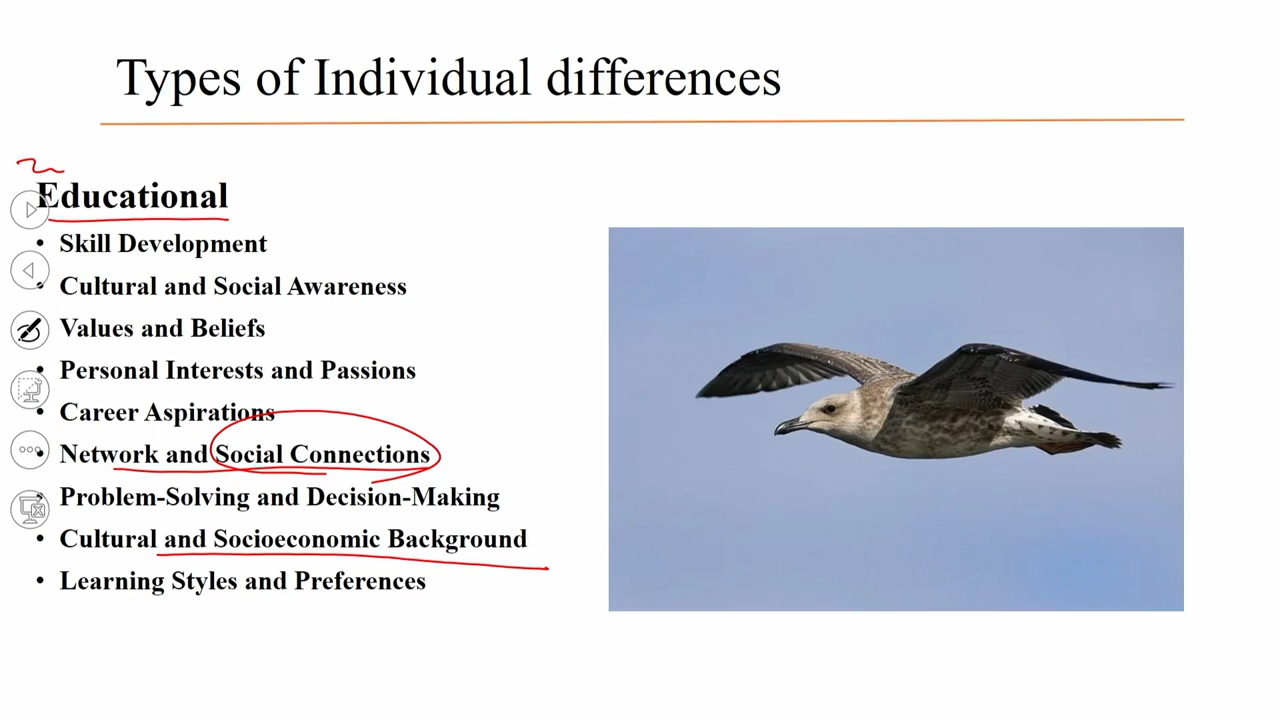 Types of Individual differences
Educational
• Skill Development
• Cultural and Social Awareness
• Values and Beliefs
• Personal Interests and Passions
• Career Aspirations
• Network and Social Connections
• Problem-Solving and Decision-Making
• Cultural and Socioeconomic Background
• Learning Styles and Preferences